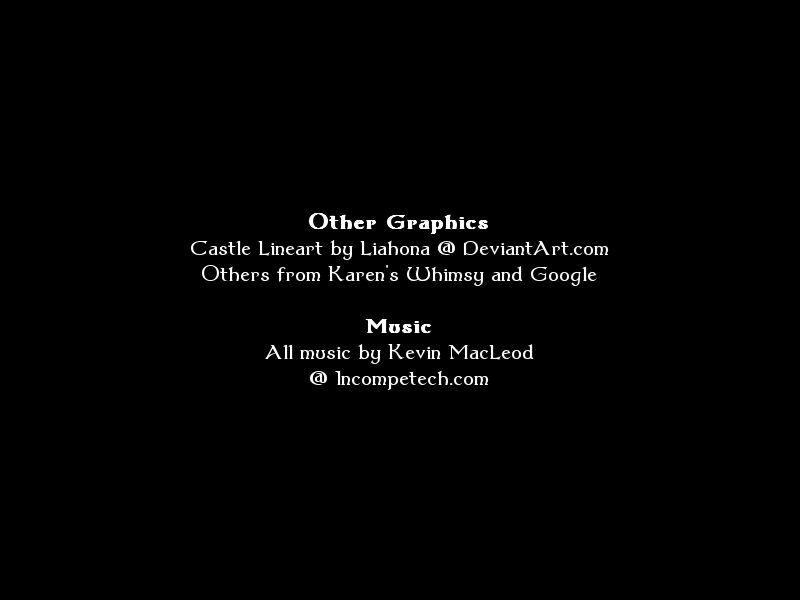 Other Graphics
Castle Lineart by Liahona @ DeviantArt.com
Others from Karen's Whimsy and Google
Music
All music by Kevin MacLeod
@ Incompetech.com